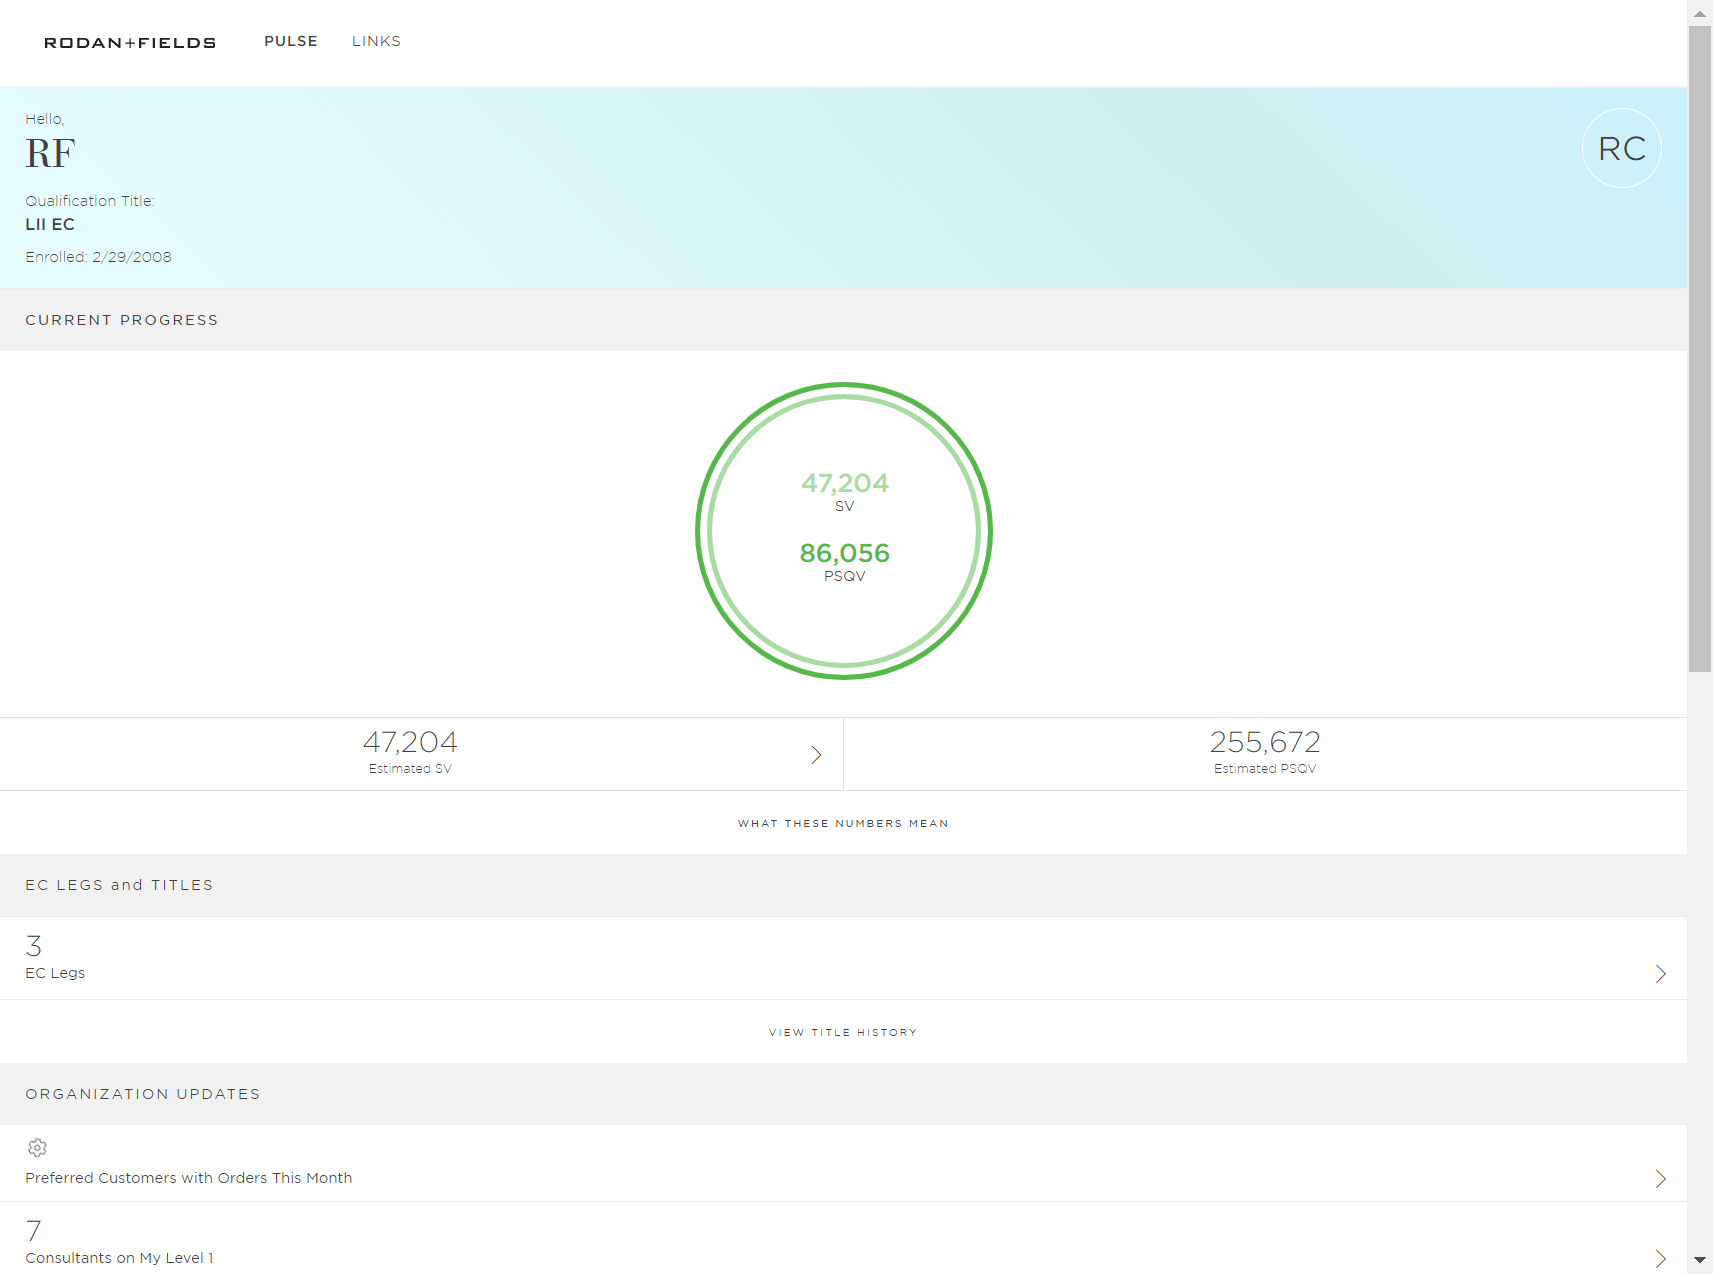 RODAN+FIELDS PULSE LINKS
Hello,
RF
RC
Qualification Title:
LII EC
Enrolled: 2/29/2008
CURRENT PROGRESS
47,204
SV
86,056
PSQV
47,204
Estimated SV
255,672
Estimated PSQV
WHAT THESE NUMBERS MEAN
EC LEGS and TITLES
3
EC Legs
VIEW TITLE HISTORY
ORGANIZATION UPDATES
Preferred Customers with Orders This Month
7
Consultants on My Level 1